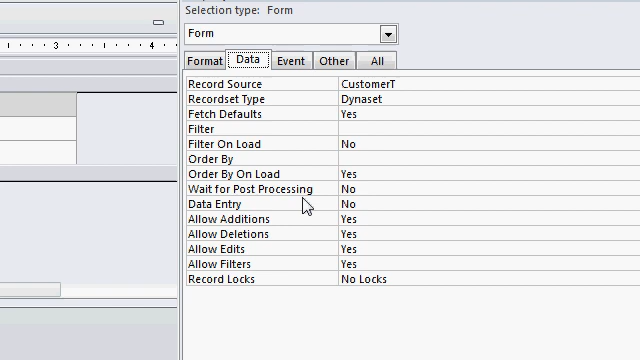 Selection type: Form
Form
3 4
Format Data Event Other All
Record Source CustomerT
Recordset Type Dynaset
Fetch Defaults Yes
Filter
Filter On Load No
Order By
Order By On Load Yes
Wait for Post Processing No
Data Entry No
Allow Additions Yes
Allow Deletions Yes
Allow Edits Yes
Allow Filters Yes
Record Locks No Locks